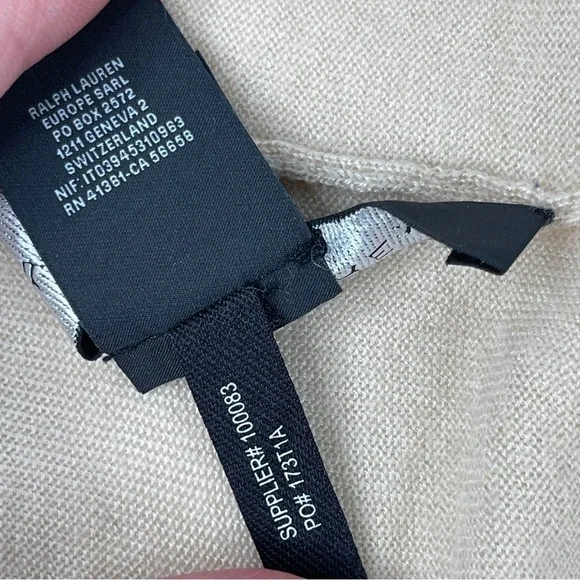 RALPH LAUREN
EUROPE SARL
PO BOX 2572
1211 GENEVA 2
SWITZERLAND
NIF:IT03945310963
RN 41381-CA 56658
SUPPLIER# 100083
PO# 173T1A